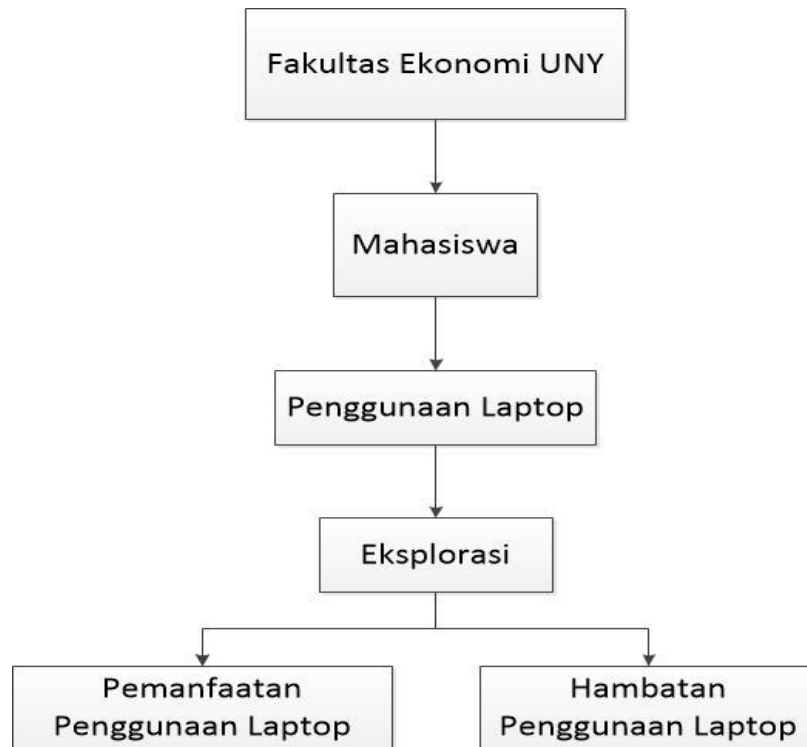 Fakultas Ekonomi UNY
Mahasiswa
Penggunaan Laptop
Eksplorasi
Pemanfaatan
Penggunaan Laptop
Hambatan
Penggunaan Laptop